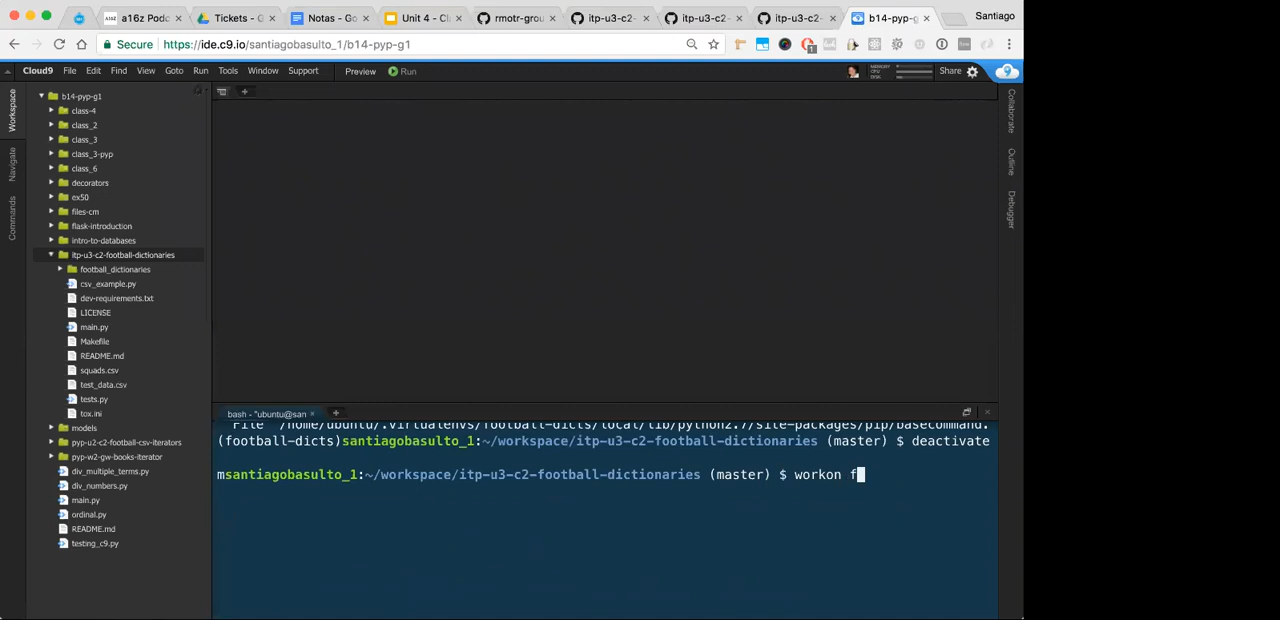 a16z Podc
Tickets - G
Notas - Go
Unit 4 - Cl
rmotr-grou
itp-u3-c2-
itp-u3-c2-
itp-u3-c2-
b14-pyp-g
Santiago
Secure
https://ide.c9.io/santiagobasulto_1/b14-pyp-g1
Cloud9 File Edit Find View Goto Run Tools Window Support Preview Run
MEMORY
CPU
DISK
Share
Workspace
Navigate
Commands
b14-pyp-g1
class-4
class_2
class_3
class_3-pyp
class_6
decorators
ex50
files-cm
flask-introduction
intro-to-databases
itp-u3-c2-football-dictionaries
football_dictionaries
csv_example.py
dev-requirements.txt
LICENSE
main.py
Makefile
README.md
squads.csv
test_data.csv
tests.py
tox.ini
models
pyp-u2-c2-football-csv-iterators
pyp-w2-gw-books-iterator
div_multiple_terms.py
div_numbers.py
main.py
ordinal.py
README.md
testing_c9.py
Collaborate
Outline
Debugger
bash - "ubuntu@san
File "/home/ubuntu/.virtualenvs/football-dicts/local/lib/python2.7/site-packages/pip/basecommand.
(football-dicts)santiagobasulto_1:~/workspace/itp-u3-c2-football-dictionaries (master) $ deactivate
msantiagobasulto_1:~/workspace/itp-u3-c2-football-dictionaries (master) $ workon f